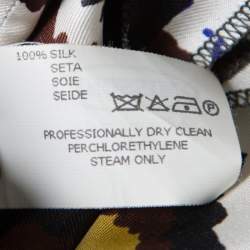 100% SILK
SETA
SOIE
SEIDE
P
PROFESSIONALLY DRY CLEAN
PERCHLORETHYLENE
STEAM ONLY